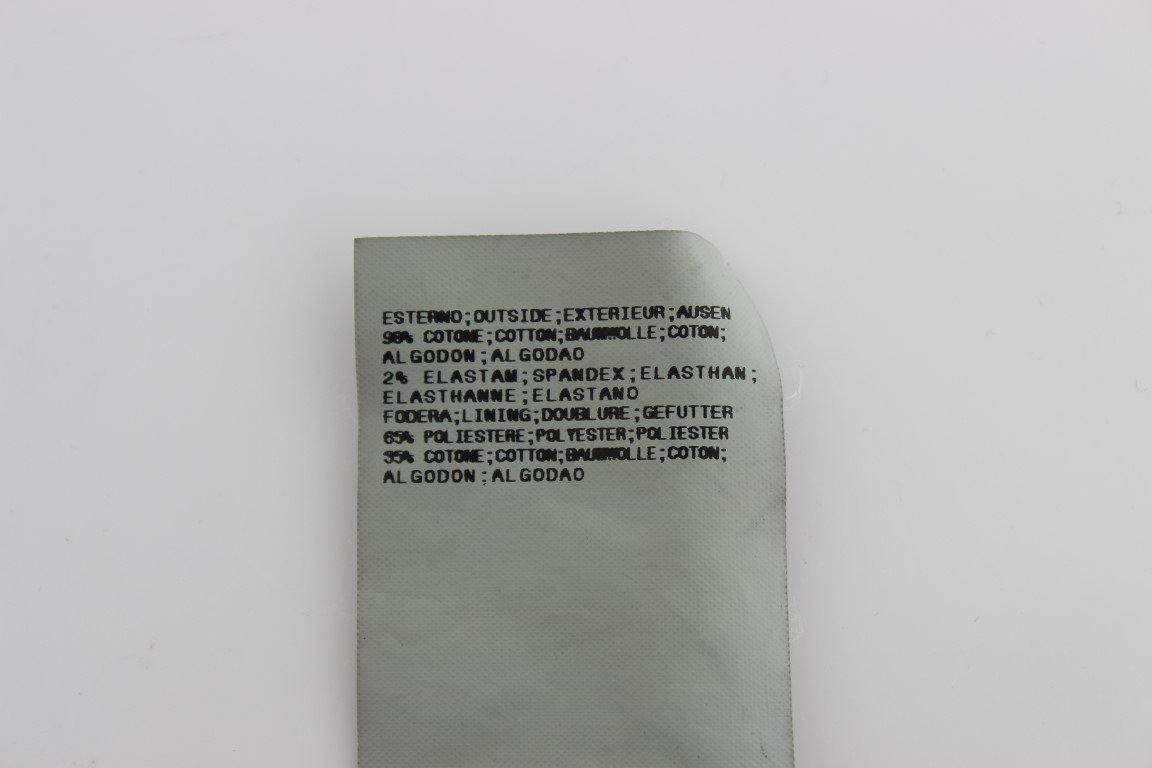 ESTERNO;OUTSIDE;EXTERIEUR;AUSEN
98% COTONE;COTTON;BAUMWOLLE;COTON;
ALGODON;ALGODAO
2% ELASTAM;SPANDEX;ELASTHAN;
ELASTHANNE;ELASTANO
FODERA;LINING;DOUBLURE;GEFUTTER
65% POLIESTERE;POLYESTER;POLIESTER
35% COTONE;COTTON;BAUMWOLLE;COTON;
ALGODON;ALGODAO